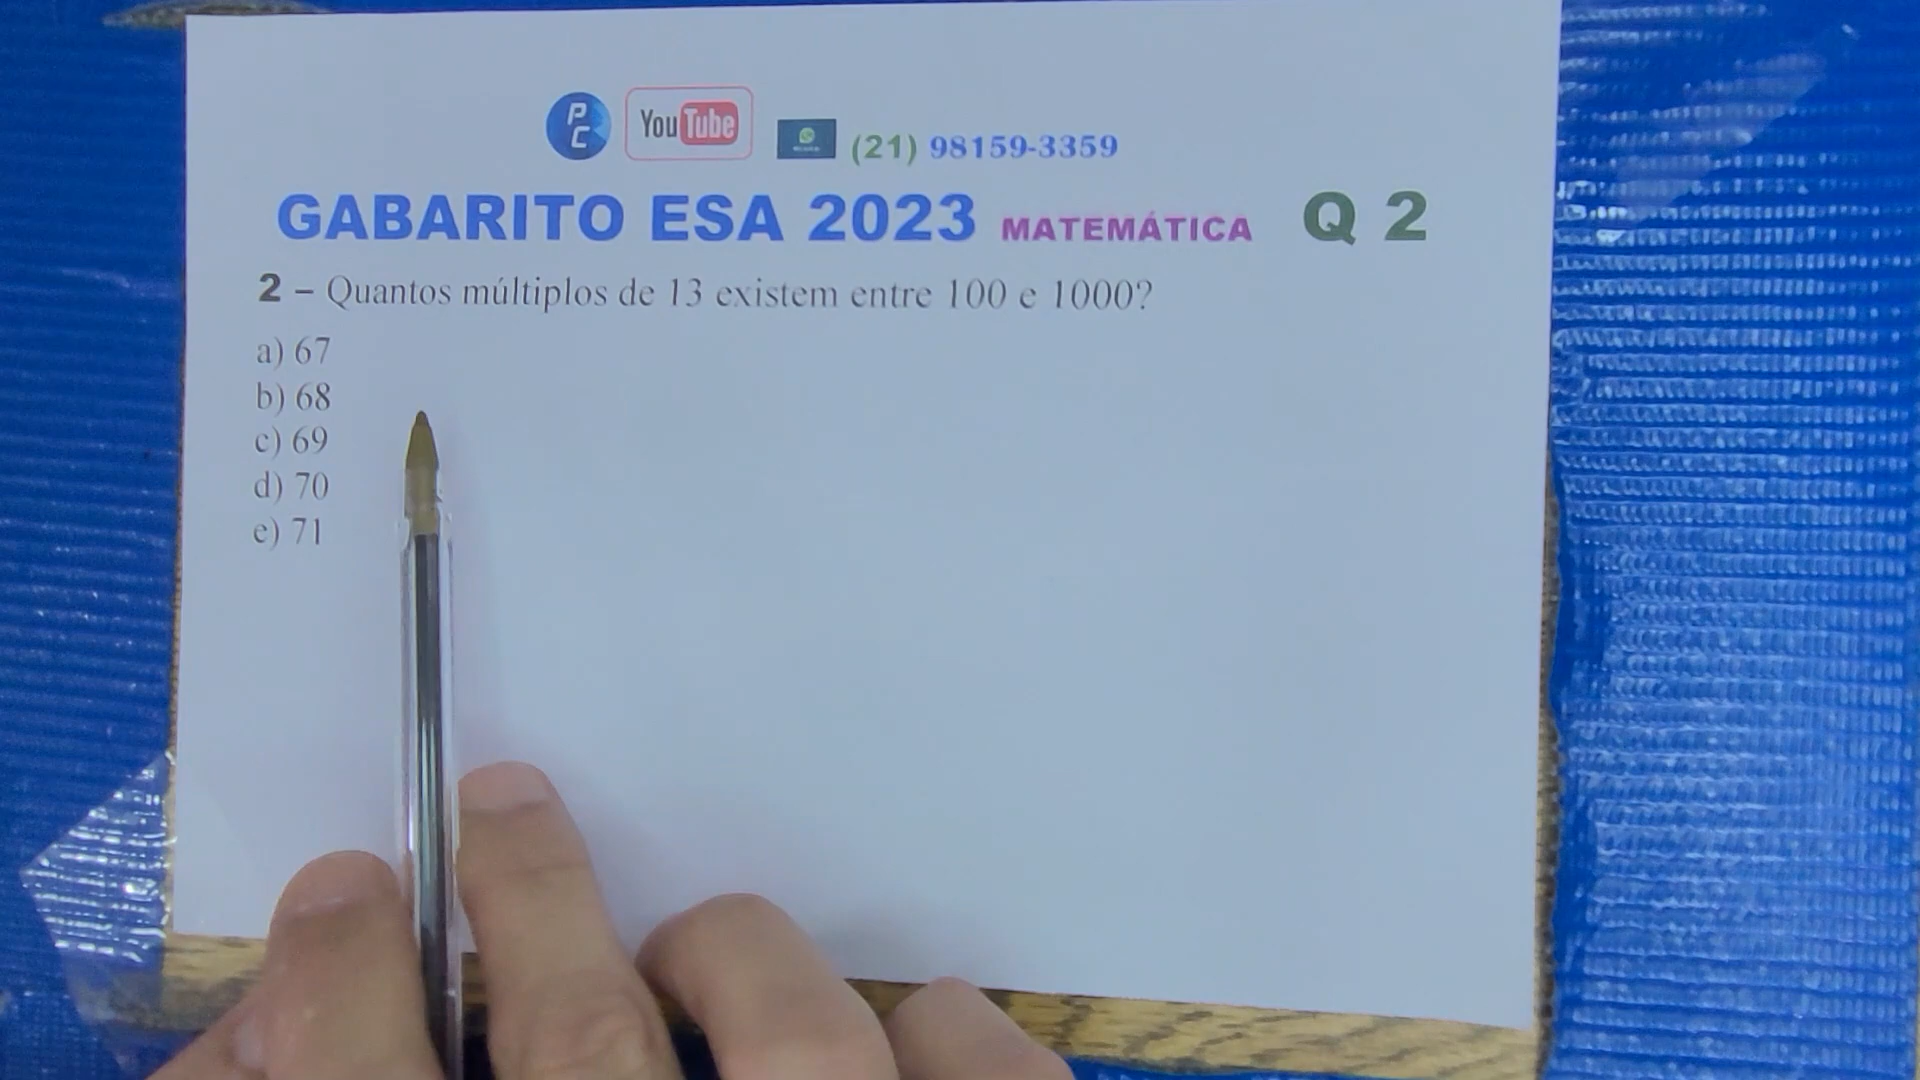 PC YouTube (21) 98159-3359
GABARITO ESA 2023 MATEMÁTICA Q 2
2 – Quantos múltiplos de 13 existem entre 100 e 1000?
a) 67
b) 68
c) 69
d) 70
e) 71